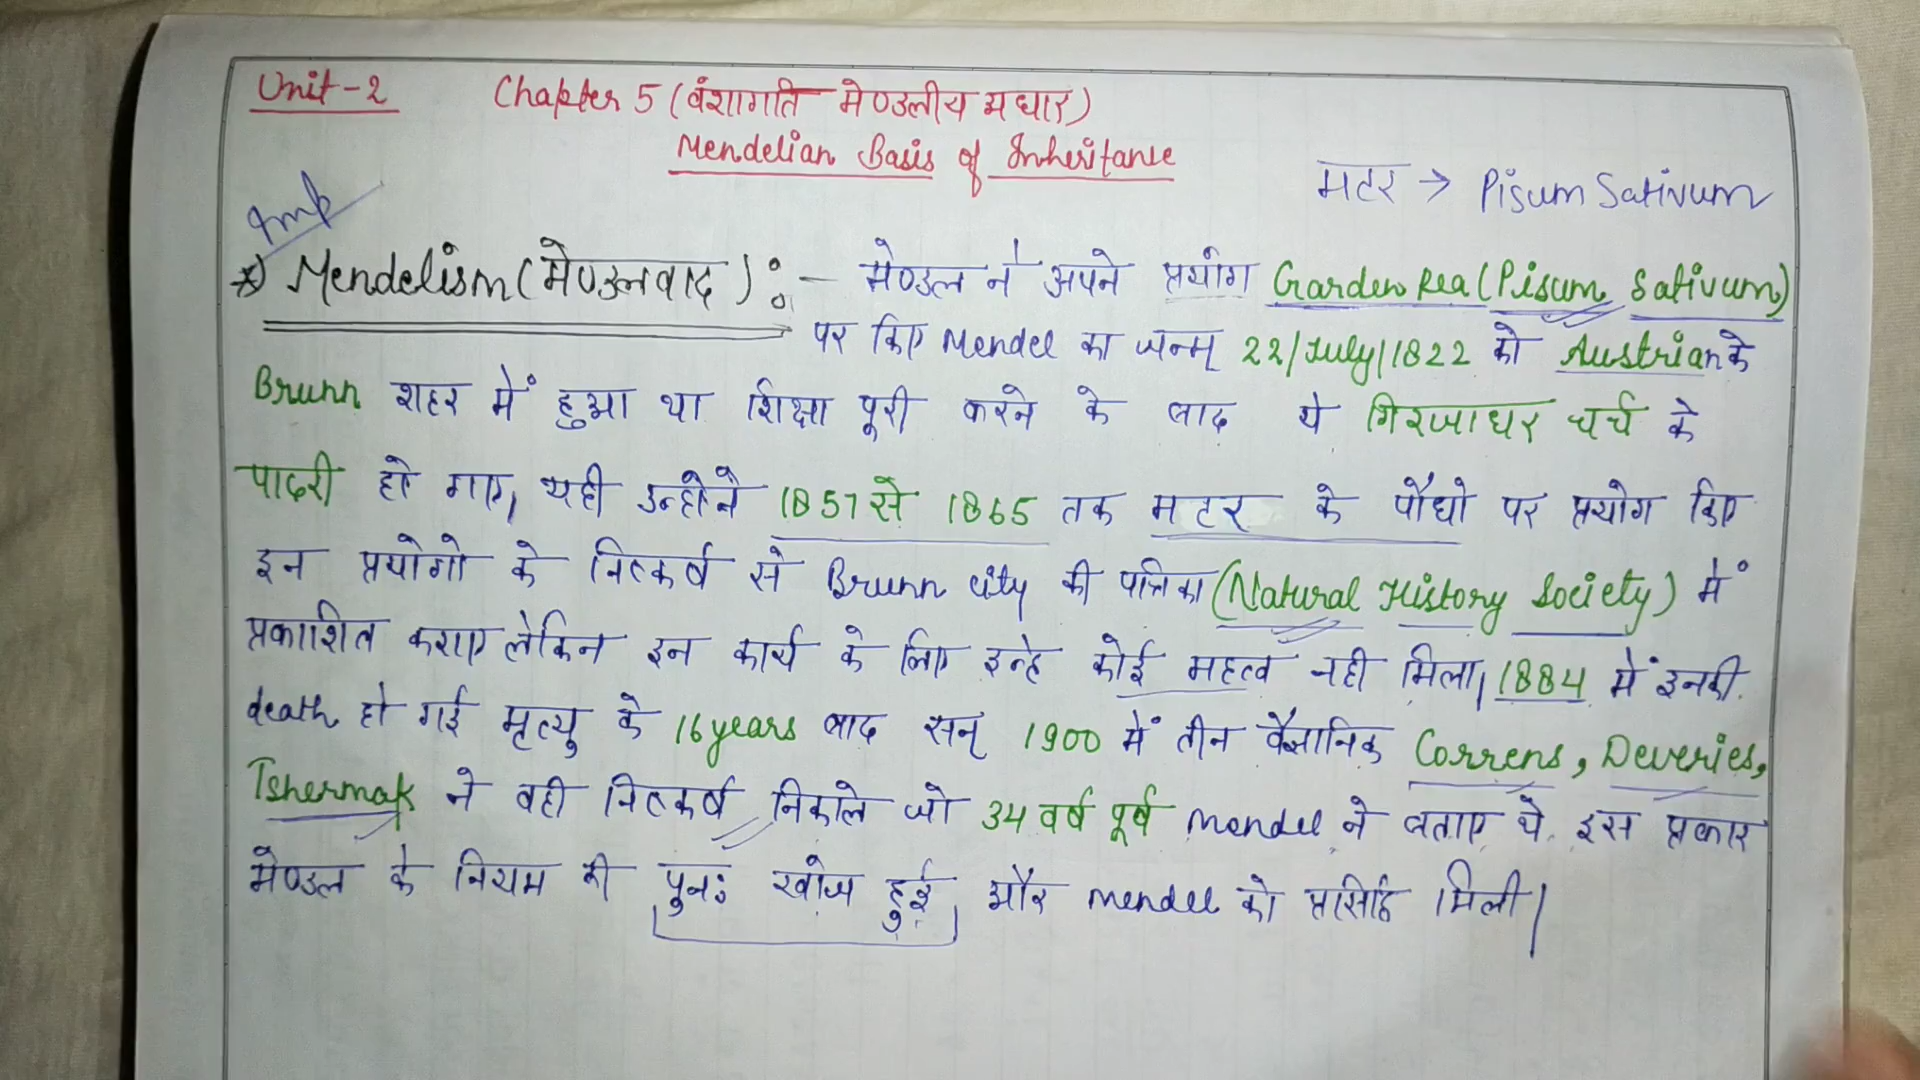 Unit-2 Chapter 5 (वंशागति मेण्डलीय मधार)
Mendelian Basis of Inheritance
मटर → Pisum Sativum
Imp
*) Mendelism (मेण्डलवाद) :- मेण्डल ने अपने प्रयोग Garden Pea (Pisum Sativum)
पर किए Mendel का जन्म 22/July/1822 को Austrian के
Brunn शहर में हुआ था शिक्षा पूरी करने के बाद ये गिरजाघर चर्च के
पादरी हो गए, यही उन्होने 1857 से 1865 तक मटर के पौधो पर प्रयोग किए
इन प्रयोगो के निष्कर्ष से Brunn city की पत्रिका (Natural History Society) में
प्रकाशित कराए लेकिन इन कार्य के लिए इन्हे कोई महत्व नही मिला, 1884 में इनकी
death हो गई मृत्यु के 16 years बाद सन् 1900 में तीन वैज्ञानिक Correns, Deveries,
Tshermak ने वही निष्कर्ष निकाले जो 34 वर्ष पूर्व Mendel ने बताए थे. इस प्रकार
मेण्डल के नियम की पुनः खोज हुई और Mendel को प्रसिद्धि मिली।